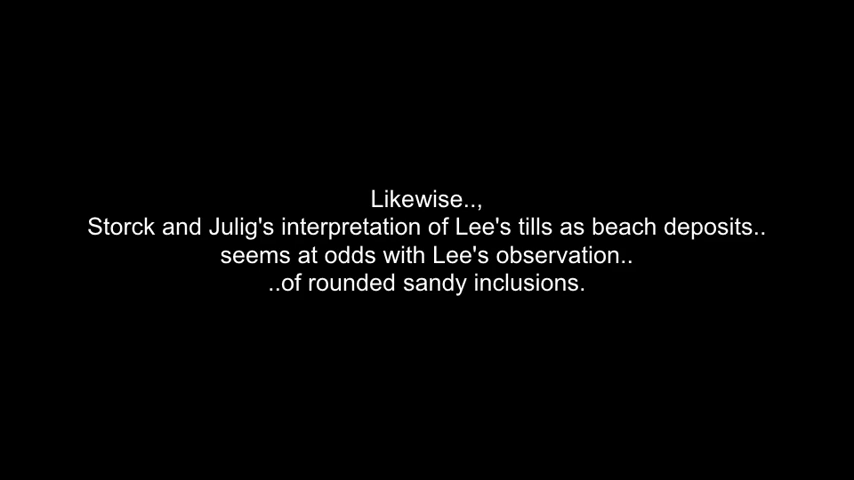 Likewise..,
Storck and Julig's interpretation of Lee's tills as beach deposits..
seems at odds with Lee's observation..
..of rounded sandy inclusions.